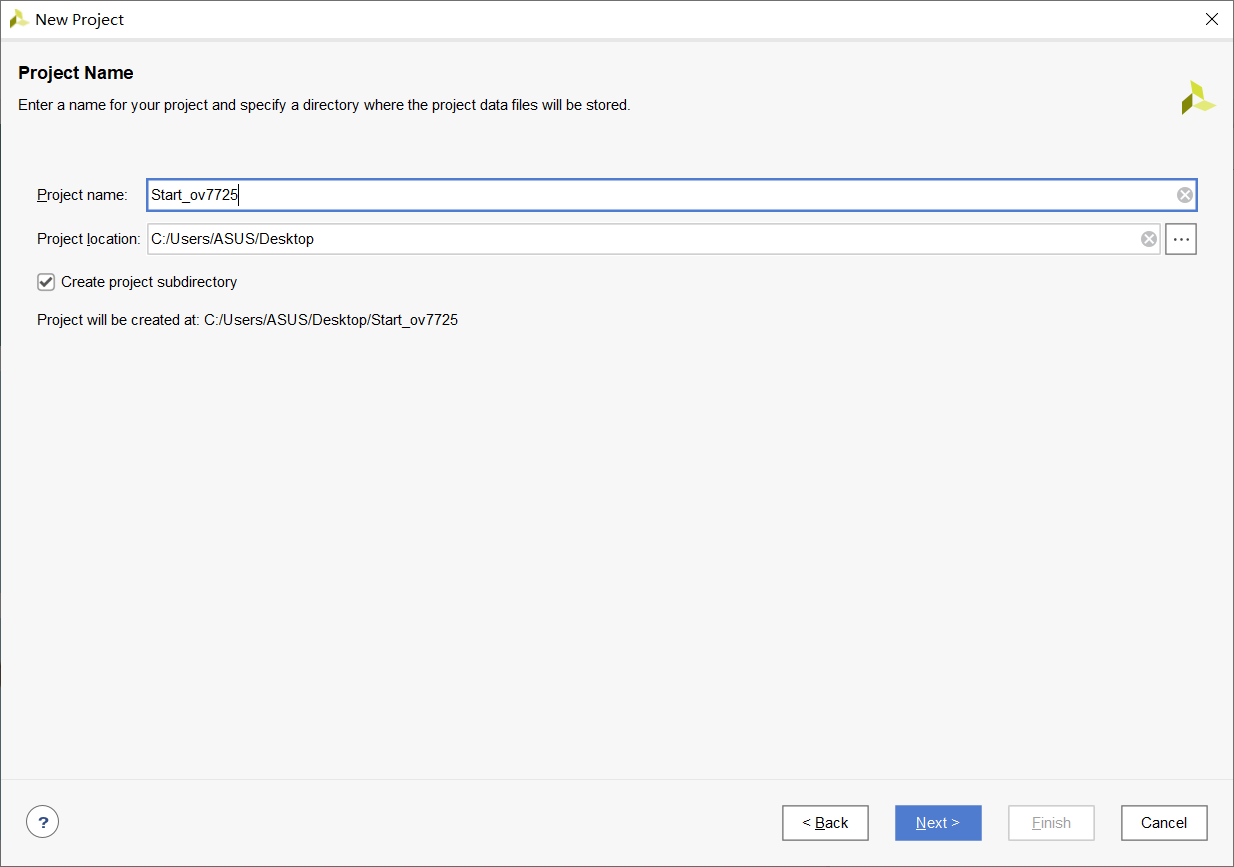 New Project
Project Name
Enter a name for your project and specify a directory where the project data files will be stored.
Project name: Start_ov7725
Project location: C:/Users/ASUS/Desktop ...
Create project subdirectory
Project will be created at: C:/Users/ASUS/Desktop/Start_ov7725
? < Back Next > Finish Cancel